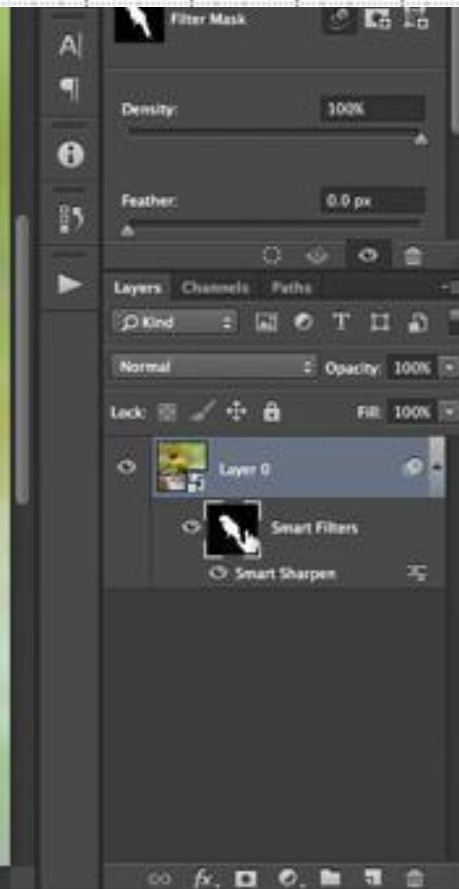 Filter Mask
A|
Density: 100%
Feather: 0.0 px
Layers Channels Paths
Kind
T
Normal Opacity: 100%
Lock: Fill: 100%
Layer 0
Smart Filters
Smart Sharpen
fx.